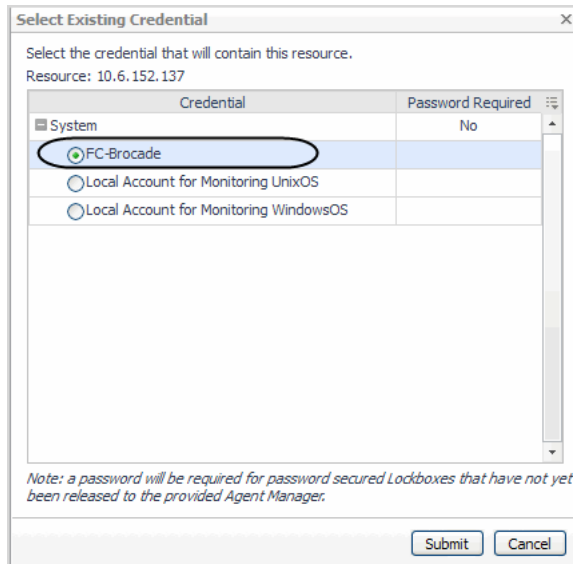 Select Existing Credential
Select the credential that will contain this resource.
Resource: 10.6.152.137
Credential Password Required
System No
FC-Brocade
Local Account for Monitoring UnixOS
Local Account for Monitoring WindowsOS
Note: a password will be required for password secured Lockboxes that have not yet
been released to the provided Agent Manager.
Submit Cancel